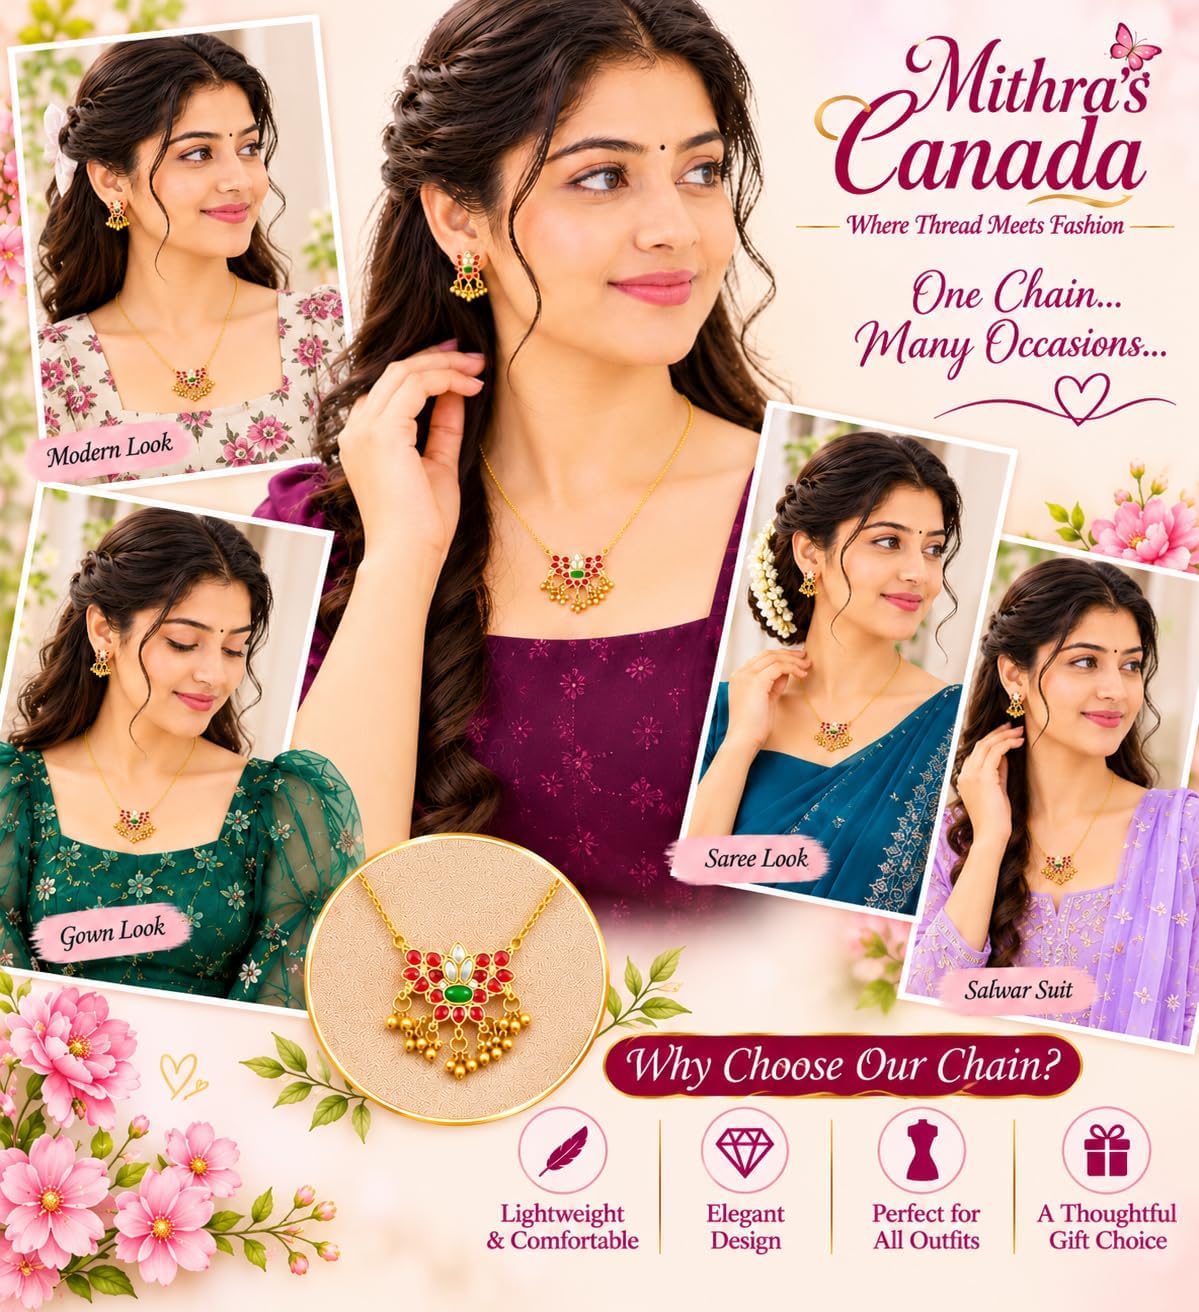 Mithra's
Canada
Where Thread Meets Fashion
One Chain...
Many Occasions...
Modern Look
Gown Look
Saree Look
Salwar Suit
Why Choose Our Chain?
Lightweight
& Comfortable
Elegant
Design
Perfect for
All Outfits
A Thoughtful
Gift Choice